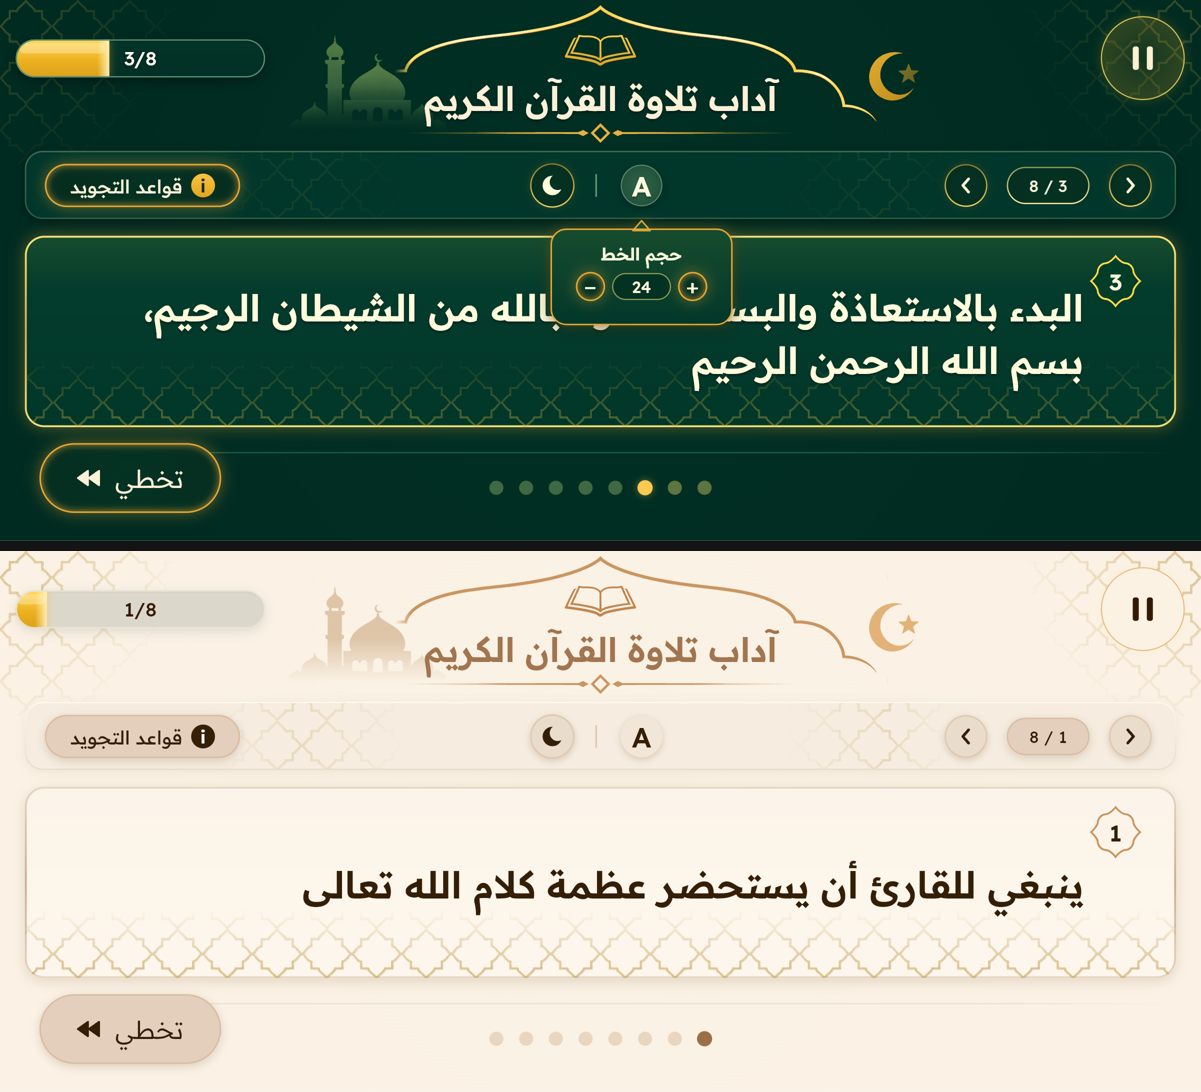 3/8
آداب تلاوة القرآن الكريم
8 / 3
A
قواعد التجويد
حجم الخط
+ 24 −
3
البدء بالاستعاذة بالله من الشيطان الرجيم،
بسم الله الرحمن الرحيم
تخطي
1/8
آداب تلاوة القرآن الكريم
8 / 1
A
قواعد التجويد
1
ينبغي للقارئ أن يستحضر عظمة كلام الله تعالى
تخطي